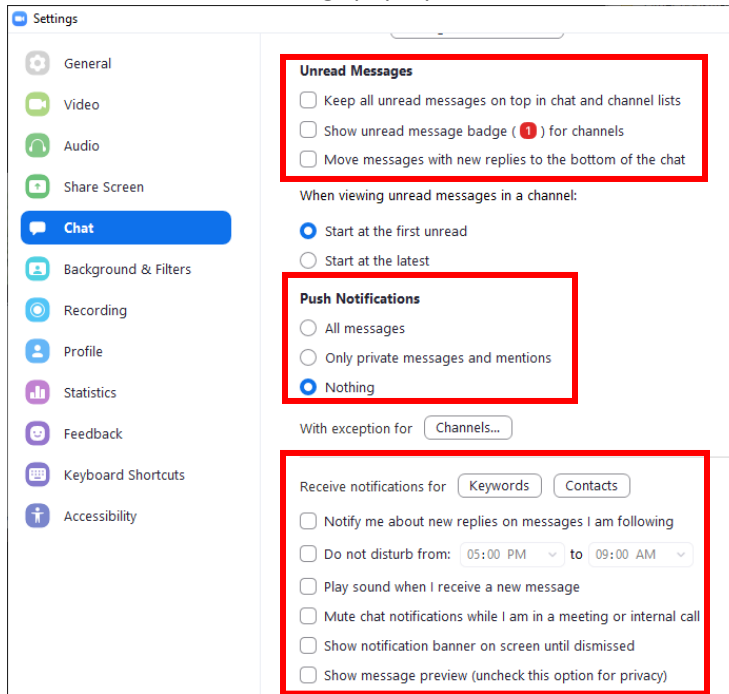 Settings
General
Video
Audio
Share Screen
Chat
Background & Filters
Recording
Profile
Statistics
Feedback
Keyboard Shortcuts
Accessibility
Unread Messages
Keep all unread messages on top in chat and channel lists
Show unread message badge ( 1 ) for channels
Move messages with new replies to the bottom of the chat
When viewing unread messages in a channel:
Start at the first unread
Start at the latest
Push Notifications
All messages
Only private messages and mentions
Nothing
With exception for Channels...
Receive notifications for Keywords Contacts
Notify me about new replies on messages I am following
Do not disturb from: 05:00 PM to 09:00 AM
Play sound when I receive a new message
Mute chat notifications while I am in a meeting or internal call
Show notification banner on screen until dismissed
Show message preview (uncheck this option for privacy)